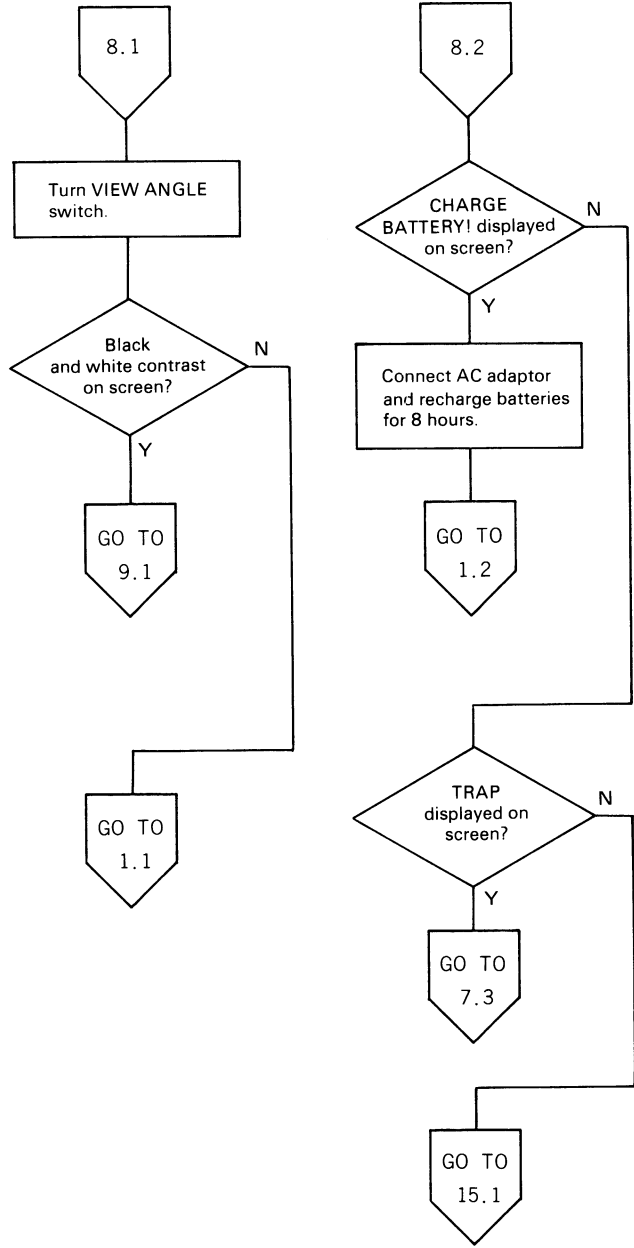 8.1
Turn VIEW ANGLE
switch.
Black
and white contrast
on screen?
N
Y
GO TO
9.1
GO TO
1.1
8.2
CHARGE
BATTERY! displayed
on screen?
N
Y
Connect AC adaptor
and recharge batteries
for 8 hours.
GO TO
1.2
TRAP
displayed on
screen?
N
Y
GO TO
7.3
GO TO
15.1